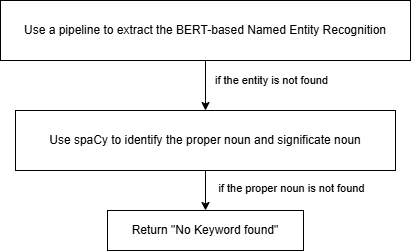 Use a pipeline to extract the BERT-based Named Entity Recognition
if the entity is not found
Use spaCy to identify the proper noun and significate noun
if the proper noun is not found
Return "No Keyword found"